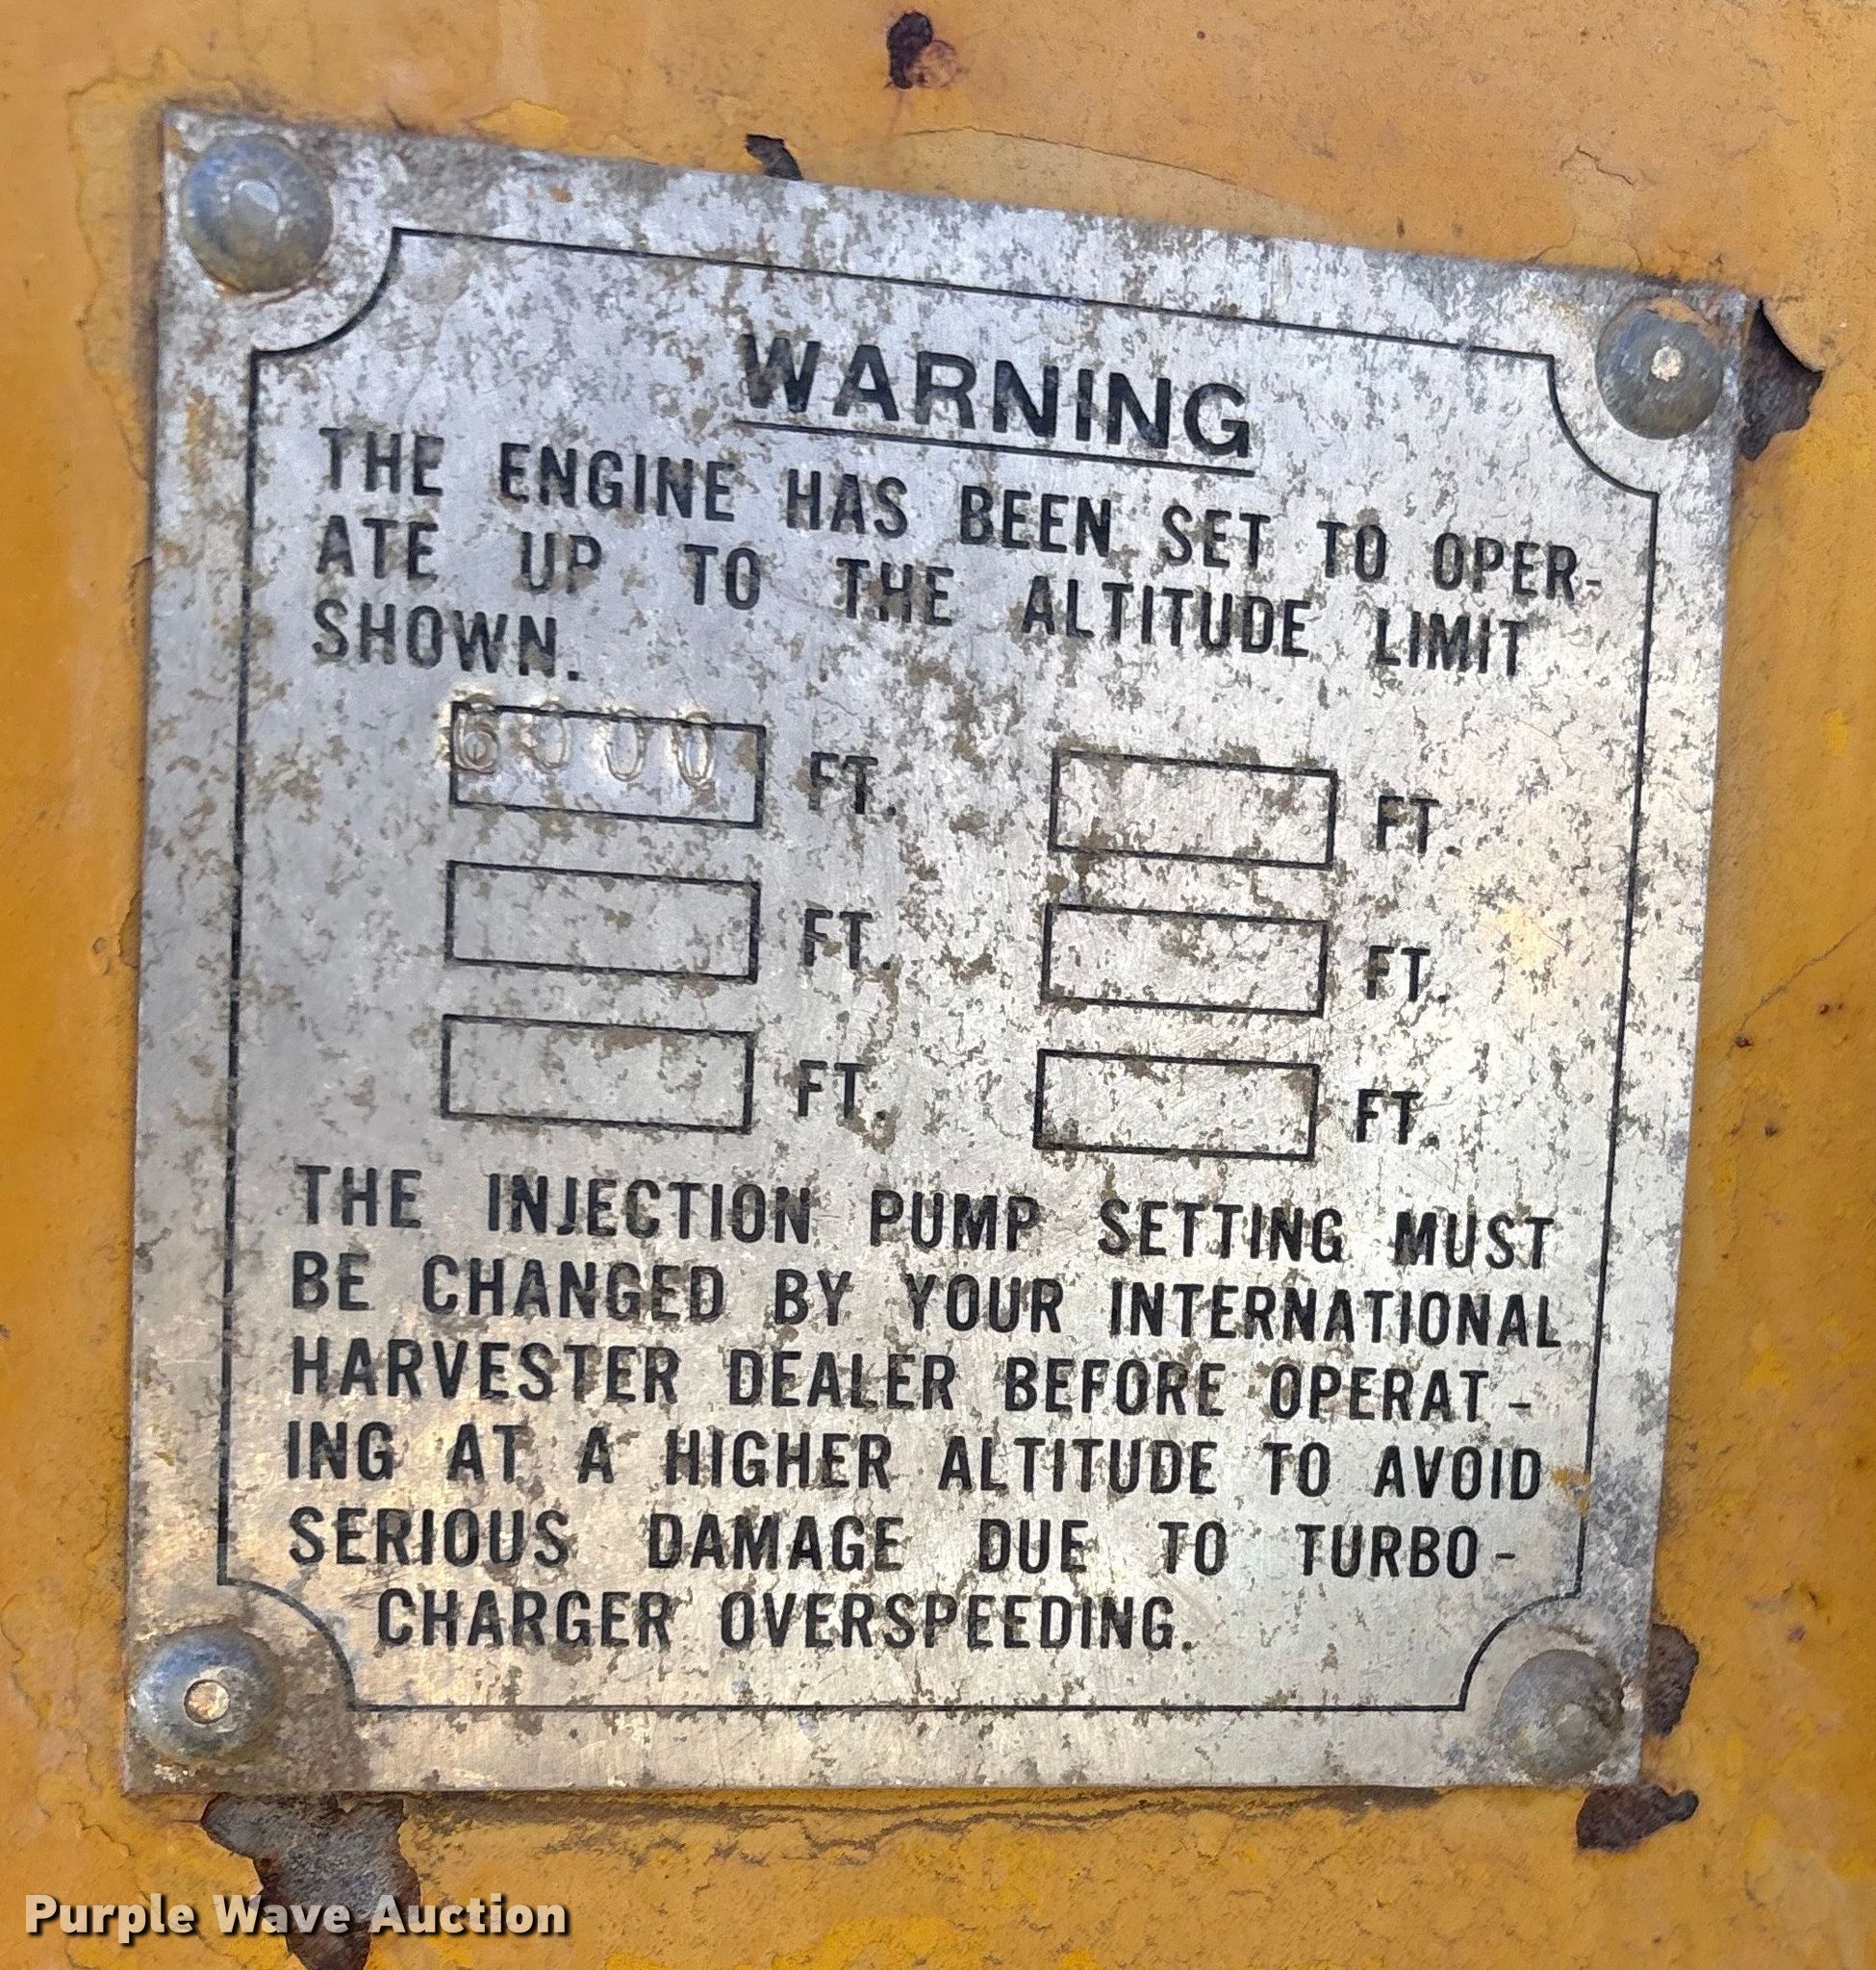 WARNING
THE ENGINE HAS BEEN SET TO OPER-
ATE UP TO THE ALTITUDE LIMIT
SHOWN.
6000 FT. FT.
FT. FT.
FT. FT.
THE INJECTION PUMP SETTING MUST
BE CHANGED BY YOUR INTERNATIONAL
HARVESTER DEALER BEFORE OPERAT-
ING AT A HIGHER ALTITUDE TO AVOID
SERIOUS DAMAGE DUE TO TURBO-
CHARGER OVERSPEEDING.
Purple Wave Auction